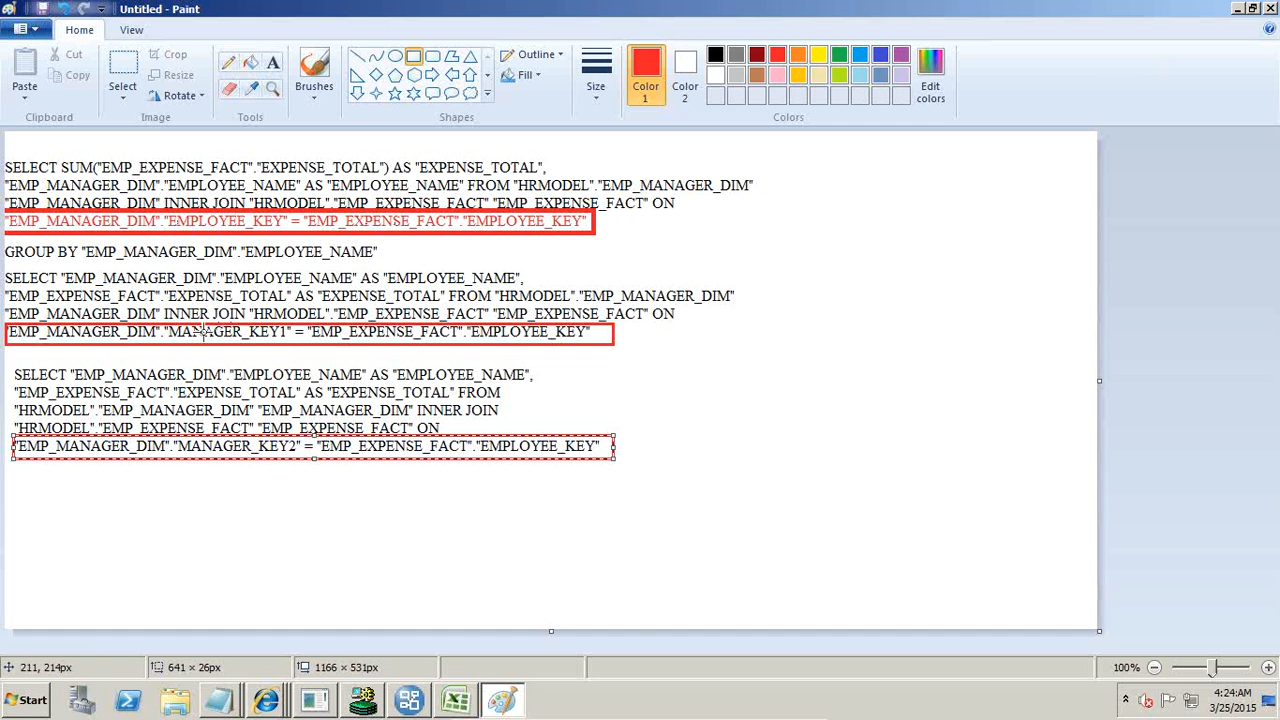 Untitled - Paint
Home
View
Paste
Cut
Copy
Clipboard
Select
Crop
Resize
Rotate
Image
Tools
Brushes
Outline
Fill
Shapes
Size
Color 1
Color 2
Edit colors
Colors
SELECT SUM("EMP_EXPENSE_FACT"."EXPENSE_TOTAL") AS "EXPENSE_TOTAL",
"EMP_MANAGER_DIM"."EMPLOYEE_NAME" AS "EMPLOYEE_NAME" FROM "HRMODEL"."EMP_MANAGER_DIM"
"EMP_MANAGER_DIM" INNER JOIN "HRMODEL"."EMP_EXPENSE_FACT" "EMP_EXPENSE_FACT" ON
"EMP_MANAGER_DIM"."EMPLOYEE_KEY" = "EMP_EXPENSE_FACT"."EMPLOYEE_KEY"
GROUP BY "EMP_MANAGER_DIM"."EMPLOYEE_NAME"
SELECT "EMP_MANAGER_DIM"."EMPLOYEE_NAME" AS "EMPLOYEE_NAME",
"EMP_EXPENSE_FACT"."EXPENSE_TOTAL" AS "EXPENSE_TOTAL" FROM "HRMODEL"."EMP_MANAGER_DIM"
"EMP_MANAGER_DIM" INNER JOIN "HRMODEL"."EMP_EXPENSE_FACT" "EMP_EXPENSE_FACT" ON
"EMP_MANAGER_DIM"."MANAGER_KEY1" = "EMP_EXPENSE_FACT"."EMPLOYEE_KEY"
SELECT "EMP_MANAGER_DIM"."EMPLOYEE_NAME" AS "EMPLOYEE_NAME",
"EMP_EXPENSE_FACT"."EXPENSE_TOTAL" AS "EXPENSE_TOTAL" FROM
"HRMODEL"."EMP_MANAGER_DIM" "EMP_MANAGER_DIM" INNER JOIN
"HRMODEL"."EMP_EXPENSE_FACT" "EMP_EXPENSE_FACT" ON
"EMP_MANAGER_DIM"."MANAGER_KEY2" = "EMP_EXPENSE_FACT"."EMPLOYEE_KEY"
211, 214px
641 × 26px
1166 × 531px
100%
Start
4:24 AM
3/25/2015